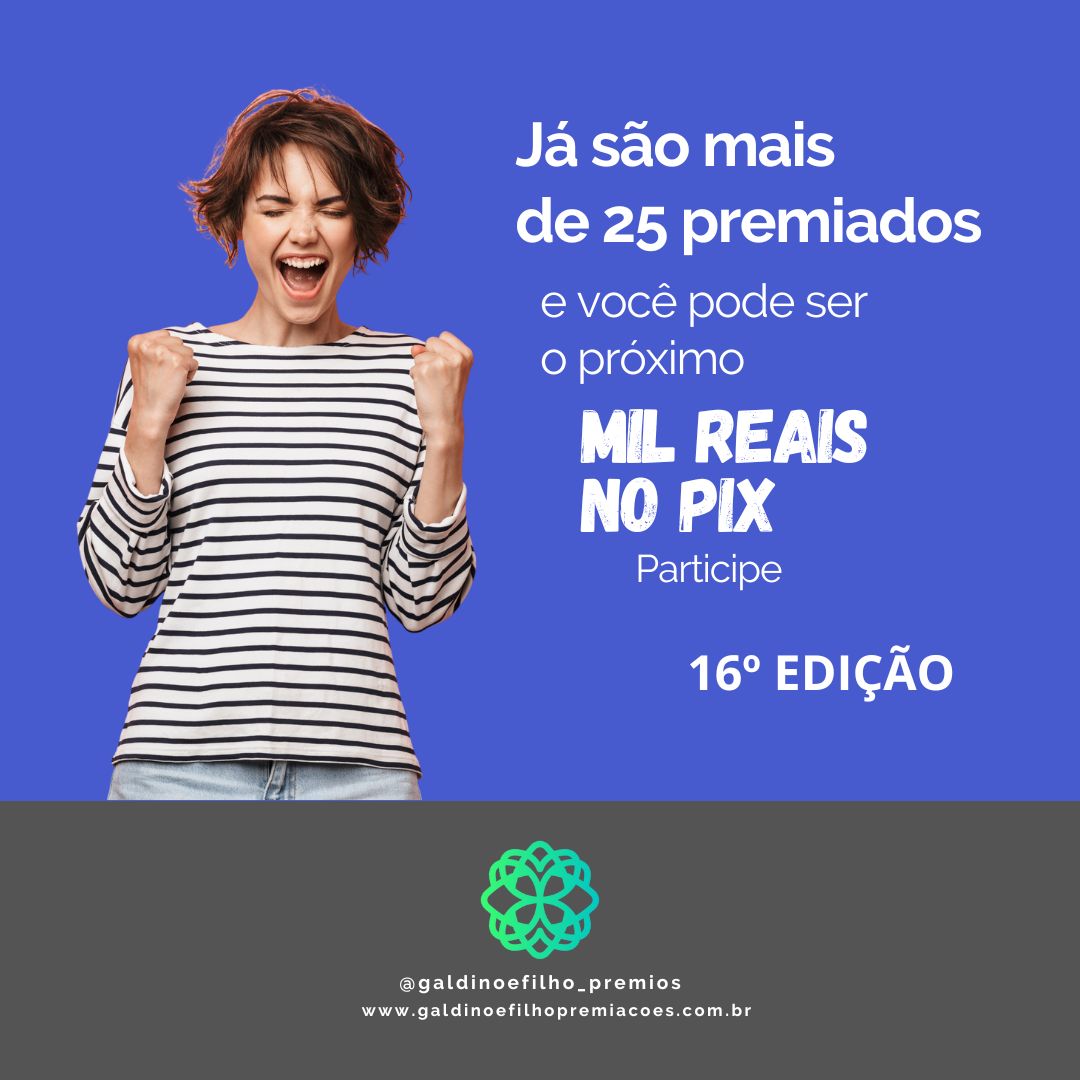 Já são mais
de 25 premiados
e você pode ser
o próximo
MIL REAIS
NO PIX
Participe
16º EDIÇÃO
@galdinoefilho_premios
www.galdinoefilhopremiacoes.com.br